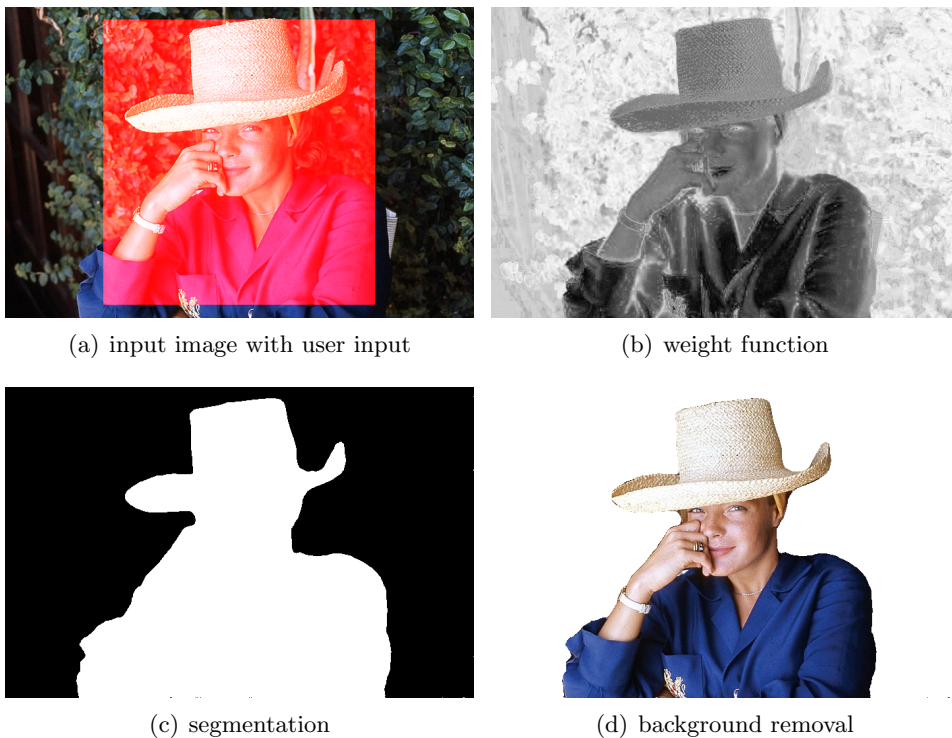 (a) input image with user input
(b) weight function
(c) segmentation
(d) background removal